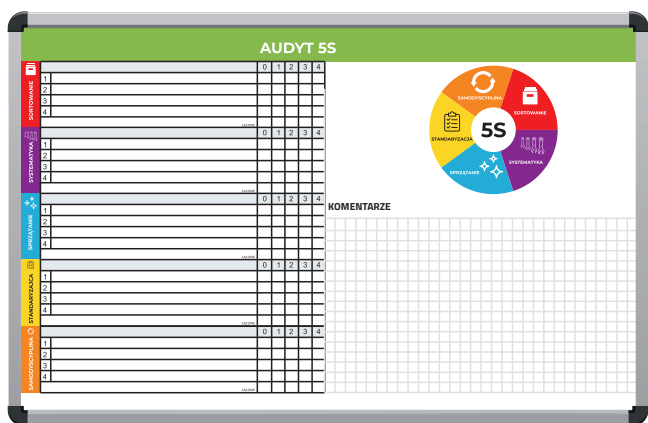 AUDYT 5S
SORTOWANIE
0 1 2 3 4
1
2
3
4
SYSTEMATYKA
0 1 2 3 4
1
2
3
4
SPRZĄTANIE
0 1 2 3 4
1
2
3
4
STANDARYZAJCA
0 1 2 3 4
1
2
3
4
SAMODYSCYPLINA
0 1 2 3 4
1
2
3
4
SAMODYSCYPLINA
SORTOWANIE
STANDARYZACJA
5S
SYSTEMATYKA
SPRZĄTANIE
KOMENTARZE